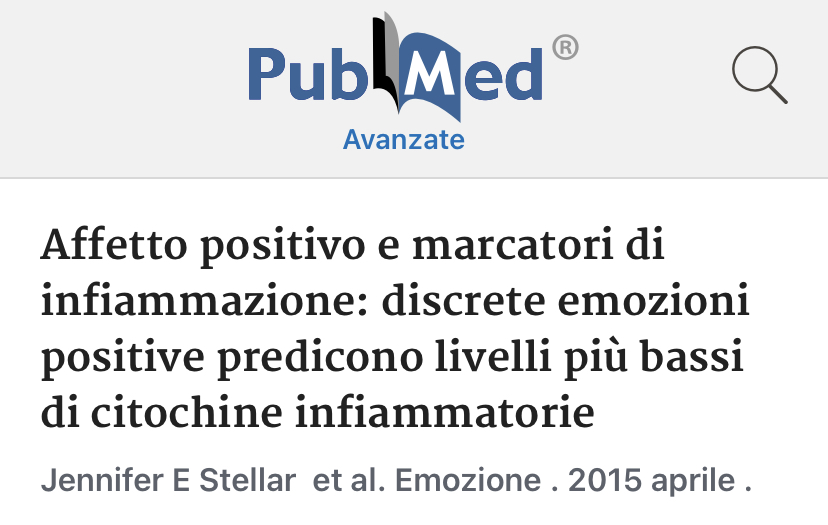 PubMed®
Avanzate
Affetto positivo e marcatori di
infiammazione: discrete emozioni
positive predicono livelli più bassi
di citochine infiammatorie
Jennifer E Stellar et al. Emozione . 2015 aprile .